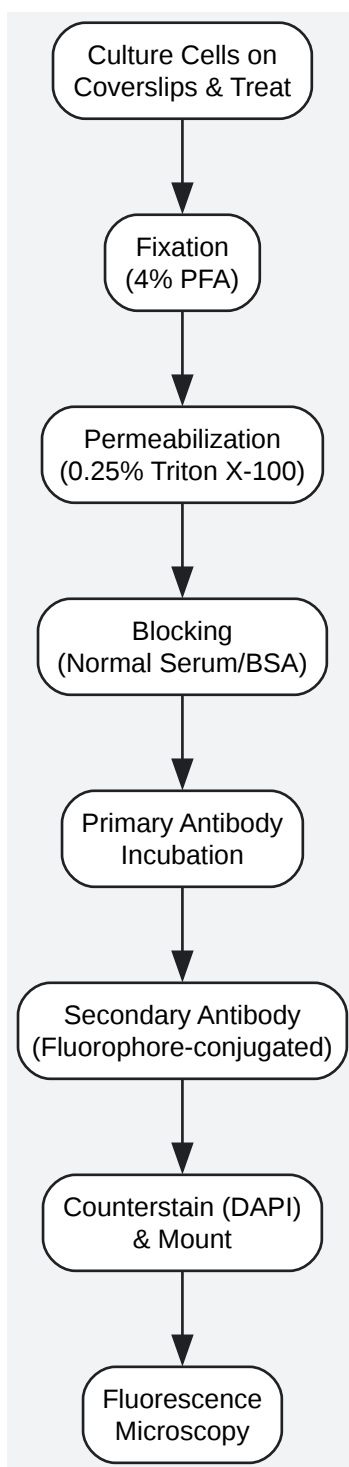 Culture Cells on
Coverslips & Treat
Fixation
(4% PFA)
Permeabilization
(0.25% Triton X-100)
Blocking
(Normal Serum/BSA)
Primary Antibody
Incubation
Secondary Antibody
(Fluorophore-conjugated)
Counterstain (DAPI)
& Mount
Fluorescence
Microscopy